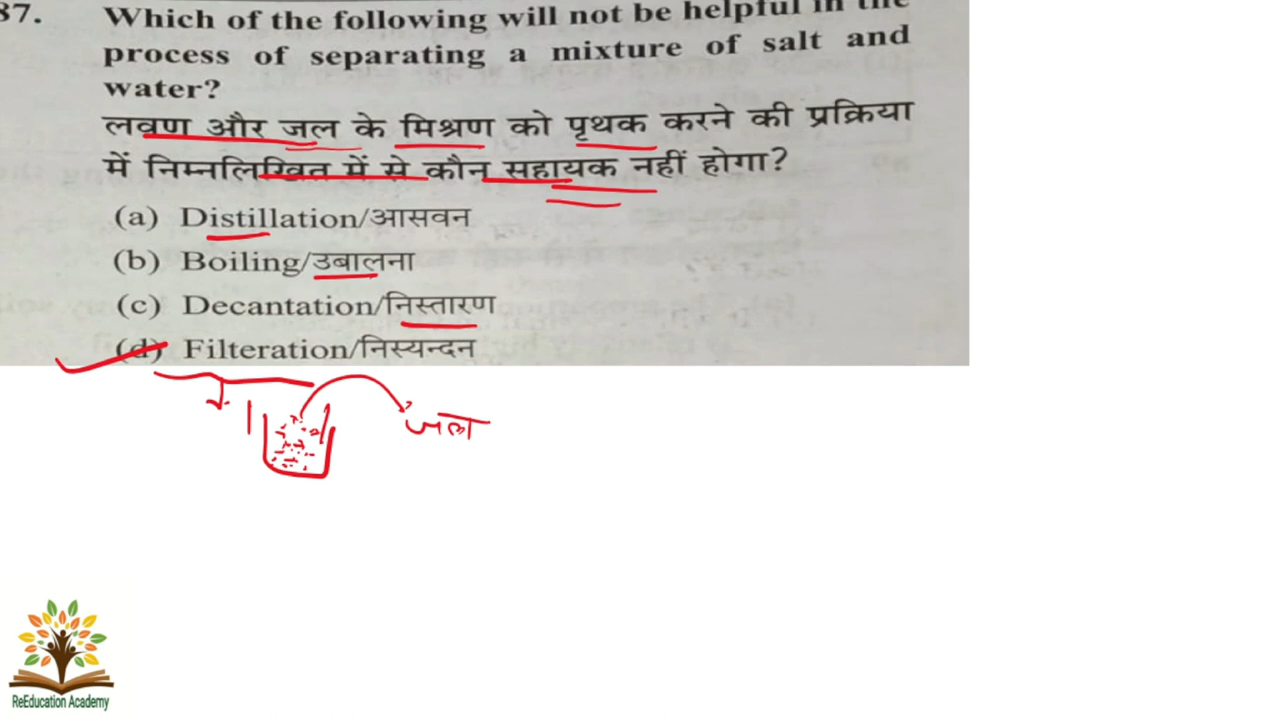 37.
Which of the following will not be helpful in the
process of separating a mixture of salt and
water?
लवण और जल के मिश्रण को पृथक करने की प्रक्रिया
में निम्नलिखित में से कौन सहायक नहीं होगा?
(a) Distillation/आसवन
(b) Boiling/उबालना
(c) Decantation/निस्तारण
(d) Filteration/निस्यन्दन
जल
ReEducation Academy